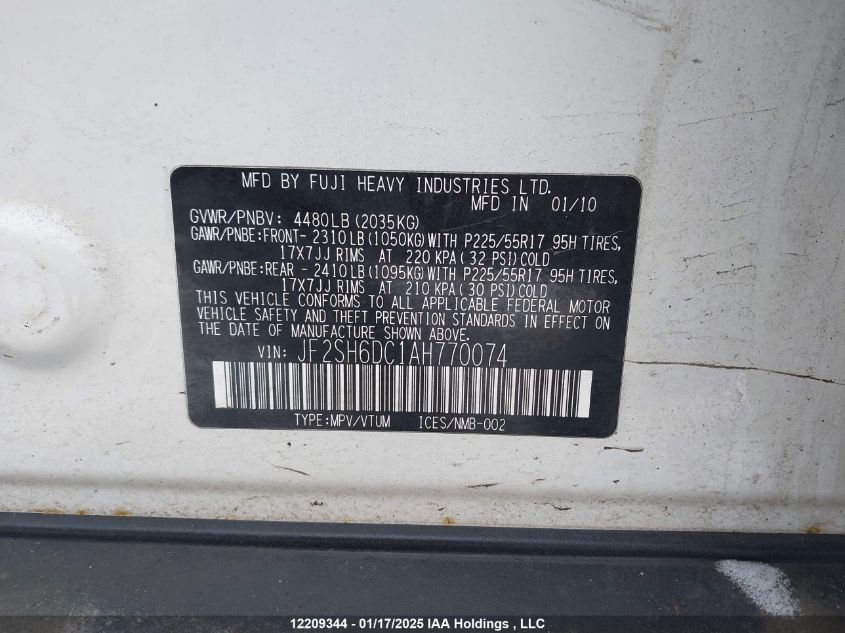 MFD BY FUJI HEAVY INDUSTRIES LTD.
MFD IN 01/10
GVWR/PNBV: 4480LB(2035KG)
GAWR/PNBE:FRONT- 2310LB(1050KG)WITH P225/55R17 95H TIRES,
17X7JJ RIMS AT 220 KPA(32 PSI)COLD
GAWR/PNBE:REAR - 2410LB(1095KG)WITH P225/55R17 95H TIRES,
17X7JJ RIMS AT 210 KPA(30 PSI)COLD
THIS VEHICLE CONFORMS TO ALL APPLICABLE FEDERAL MOTOR
VEHICLE SAFETY AND THEFT PREVENTION STANDARDS IN EFFECT ON
THE DATE OF MANUFACTURE SHOWN ABOVE.
VIN: JF2SH6DC1AH770074
TYPE:MPV/VTUM ICES/NMB-002
12209344 - 01/17/2025 IAA Holdings , LLC